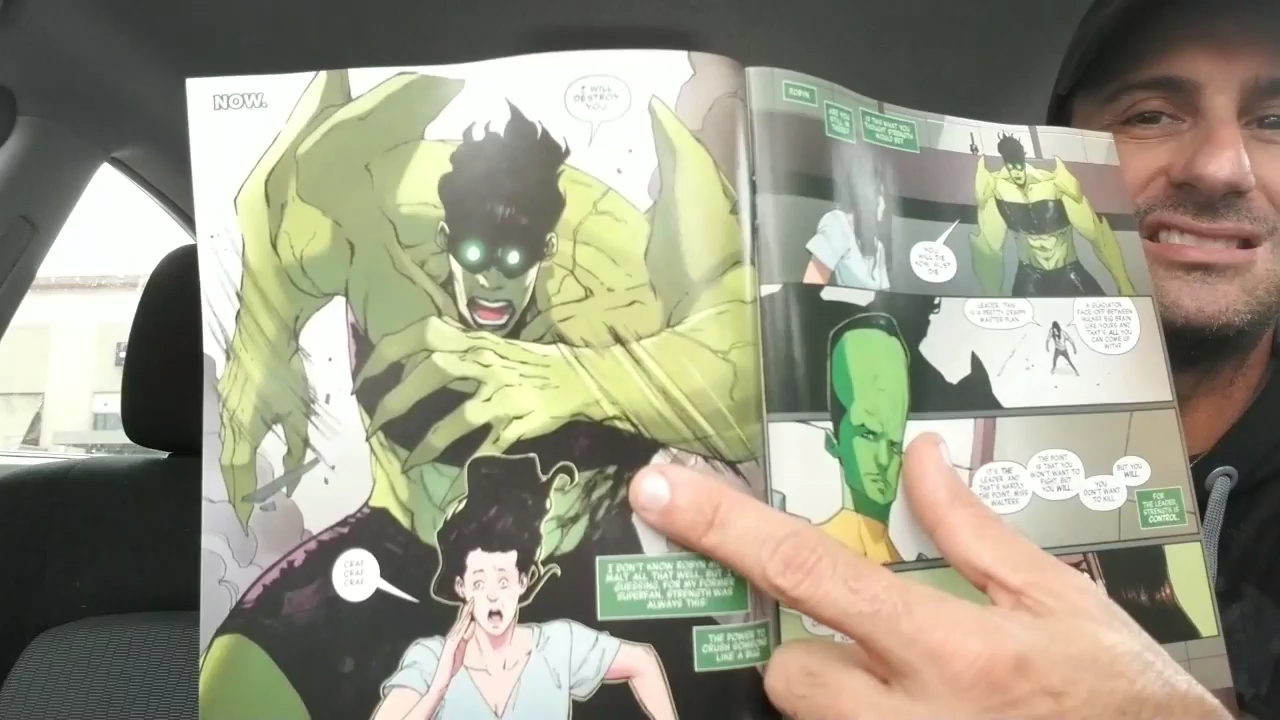 NOW.
I WILL
DESTROY
YOU
CRAP
CRAP
CRAP
I DON'T KNOW ROBYN
MALT ALL THAT WELL, BUT I'M
GUESSING, FOR MY FORMER
SUPERFAN, STRENGTH WAS
ALWAYS THIS:
THE POWER TO
CRUSH SOMEONE
LIKE A BUG.
ROBYN
ARE YOU
STILL IN
THERE?
IS THIS WHAT YOU
THOUGHT STRENGTH
WOULD BE?
YOU
WILL DIE
NOW. JUST
DIE.
LEADER, THIS
IS A PRETTY CRAPPY
MASTER PLAN.
A GLADIATOR
FACE-OFF BETWEEN
HULKS? BIG BRAIN
LIKE YOURS AND
THAT'S ALL YOU
CAN COME UP
WITH?
IT'S THE
LEADER. AND
THAT'S HARDLY
THE POINT, MISS
WALTERS.
THE POINT
IS THAT YOU
WON'T WANT TO
FIGHT. BUT
YOU WILL.
YOU
DON'T WANT
TO KILL.
BUT YOU
WILL.
FOR
THE LEADER,
STRENGTH IS
CONTROL.